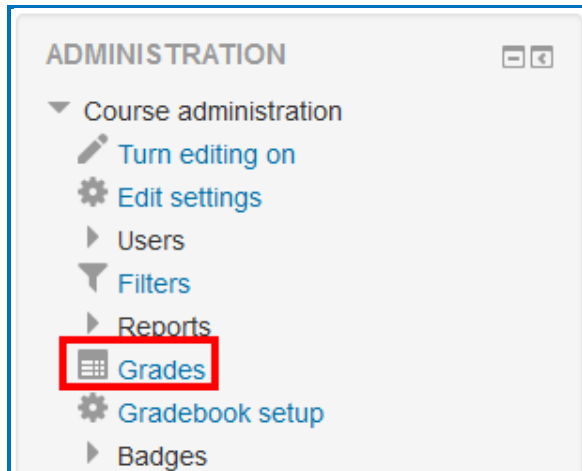 ADMINISTRATION
Course administration
Turn editing on
Edit settings
Users
Filters
Reports
Grades
Gradebook setup
Badges